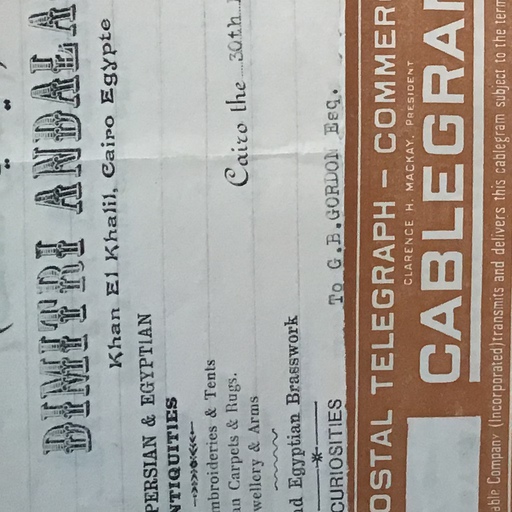 DIMITRI ANDALA
Khan El Khalil, Cairo Egypte
PERSIAN & EGYPTIAN
NTIQUITIES
mbroideries & Tents
an Carpets & Rugs.
wellery & Arms
Cairo the 30th
nd Egyptian Brasswork
CURIOSITIES
To G.B.GORDON Esq.
OSTAL TELEGRAPH – COMMER
CLARENCE H. MACKAY, PRESIDENT
CABLEGRAM
able Company (Incorporated) transmits and delivers this cablegram subject to the term